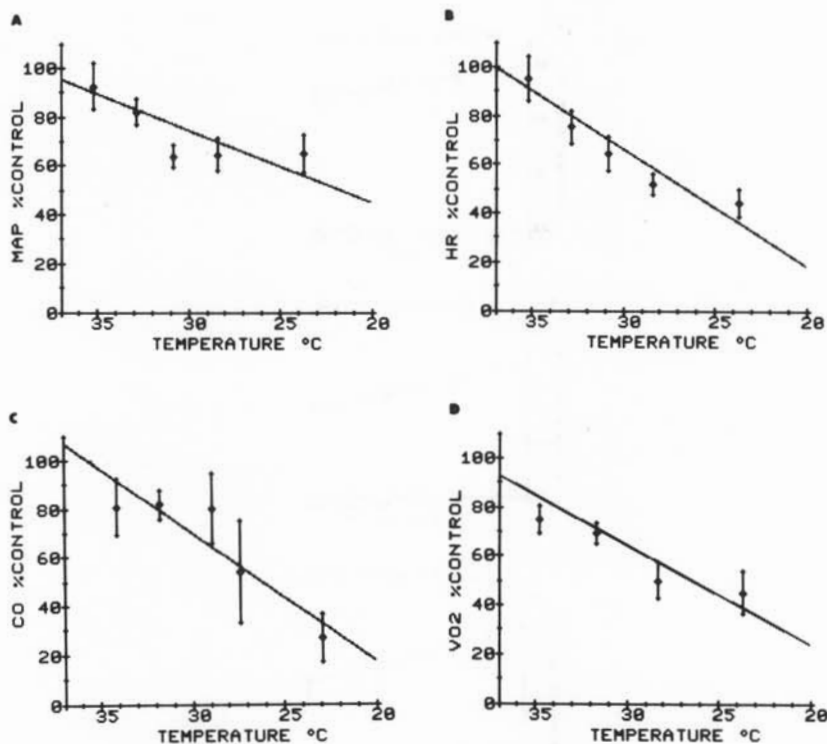 A
MAP %CONTROL
100
80
60
40
20
0
35 30 25 20
TEMPERATURE °C
B
HR %CONTROL
100
80
60
40
20
0
35 30 25 20
TEMPERATURE °C
C
CO %CONTROL
100
80
60
40
20
0
35 30 25 20
TEMPERATURE °C
D
VO2 %CONTROL
100
80
60
40
20
0
35 30 25 20
TEMPERATURE °C